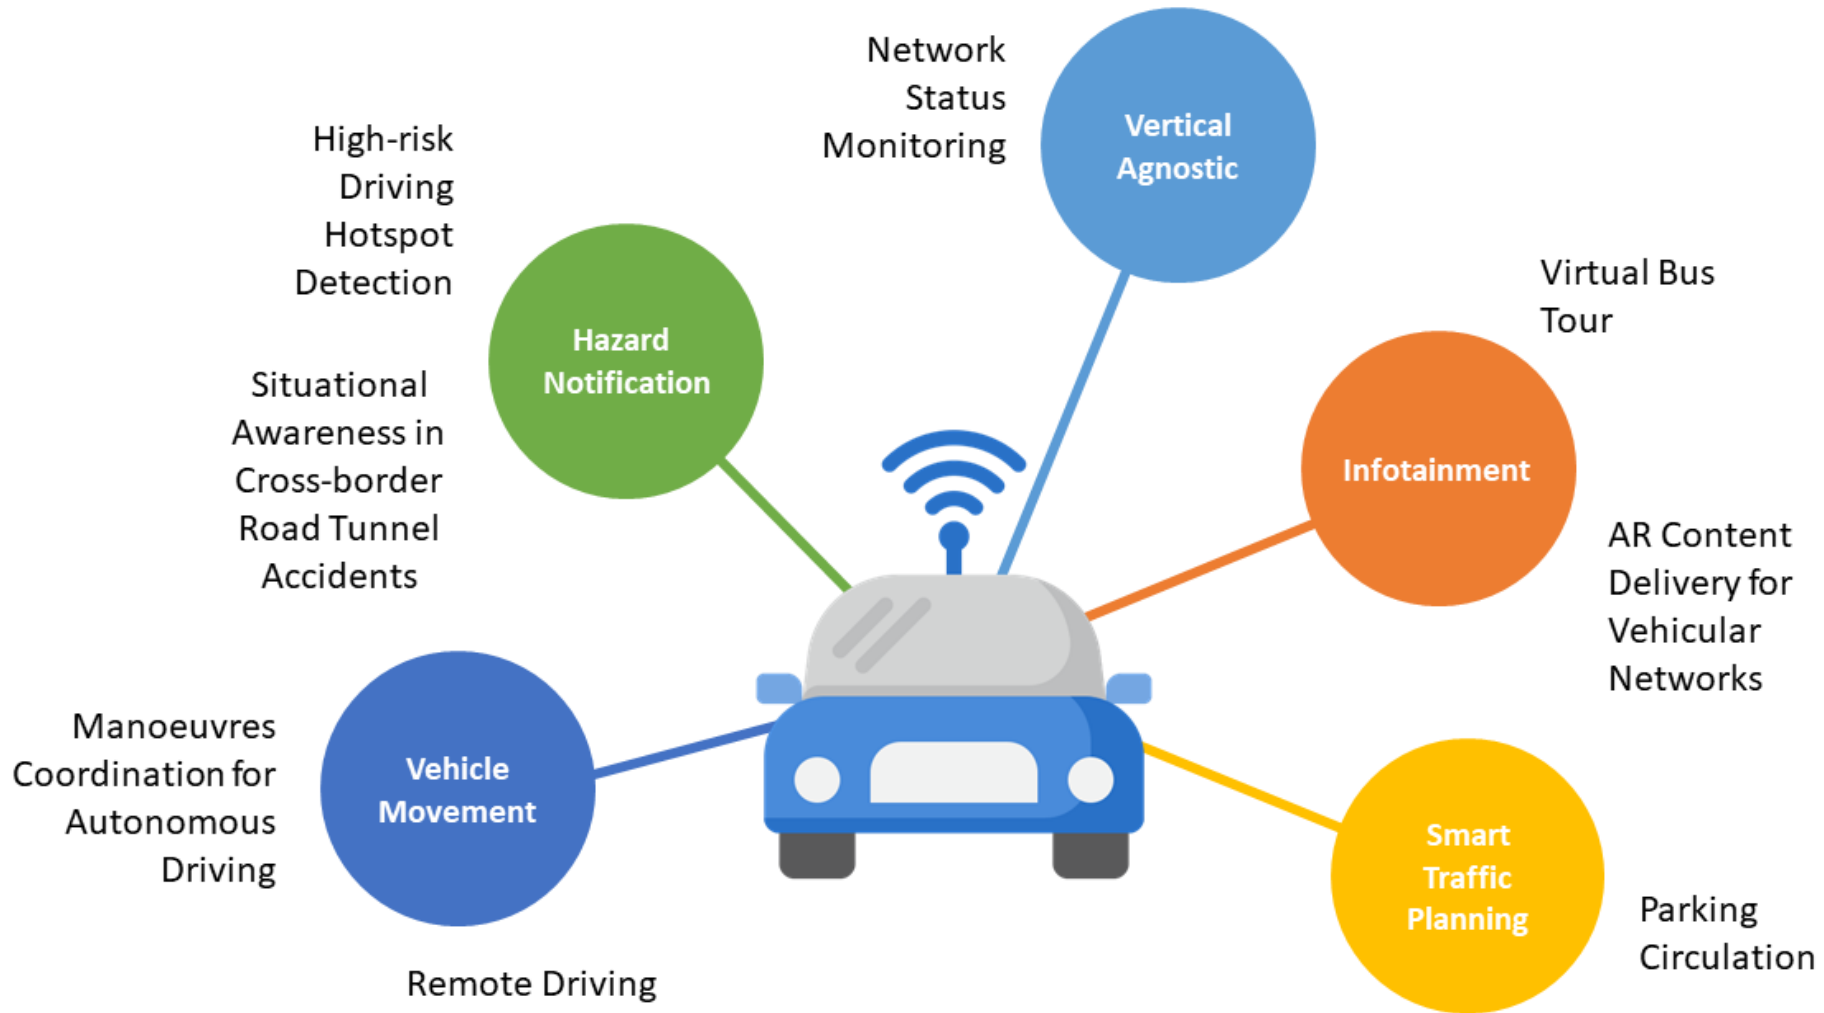 Network
Status
Monitoring
Vertical
Agnostic
High-risk
Driving
Hotspot
Detection
Hazard
Notification
Situational
Awareness in
Cross-border
Road Tunnel
Accidents
Virtual Bus
Tour
Infotainment
AR Content
Delivery for
Vehicular
Networks
Manoeuvres
Coordination for
Autonomous
Driving
Vehicle
Movement
Remote Driving
Smart
Traffic
Planning
Parking
Circulation